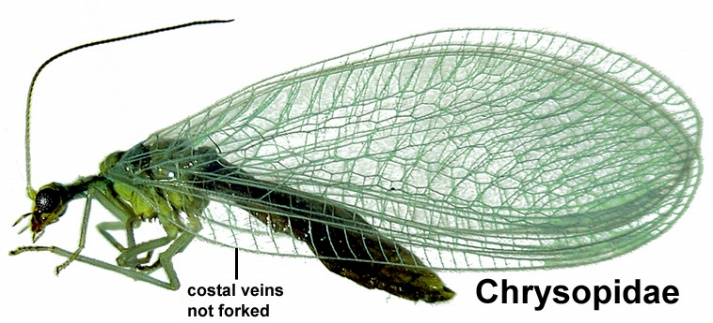 costal veins
not forked
Chrysopidae